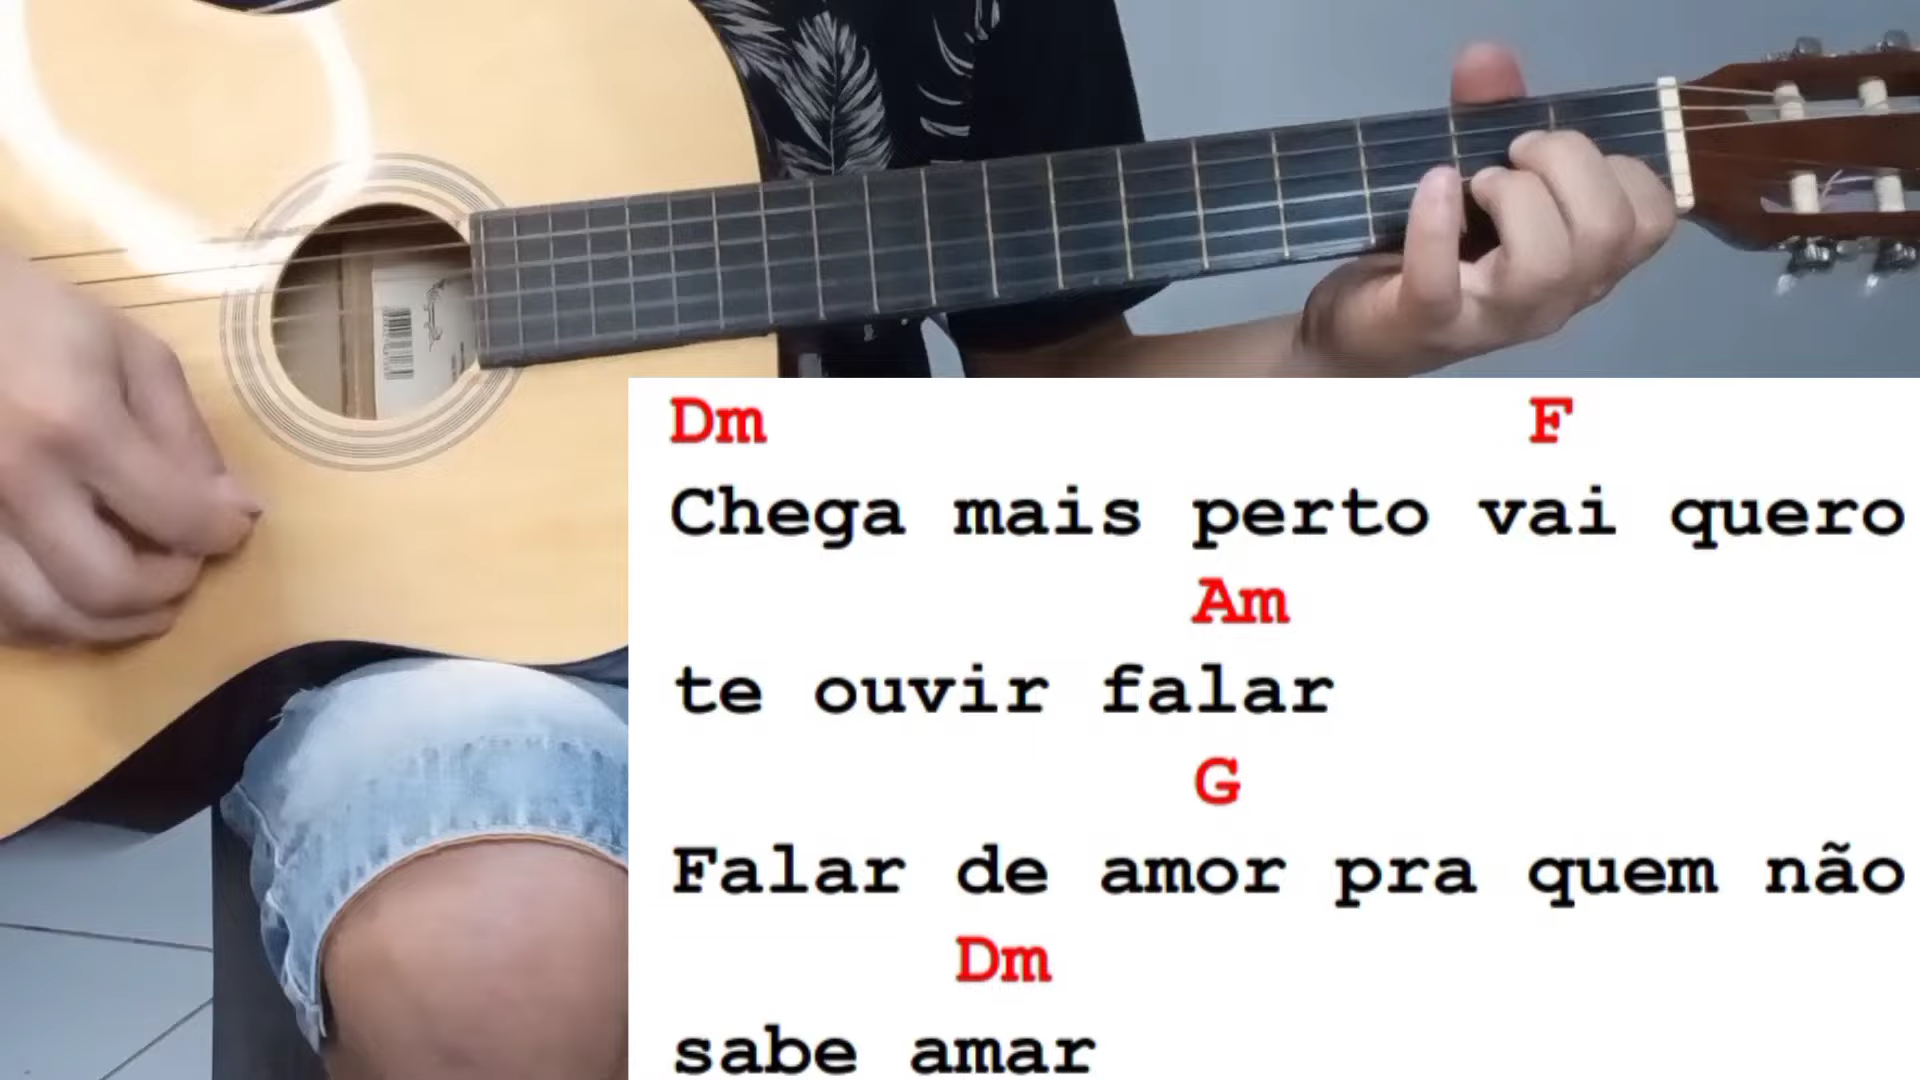 Dm F
Chega mais perto vai quero
Am
te ouvir falar
G
Falar de amor pra quem não
Dm
sabe amar